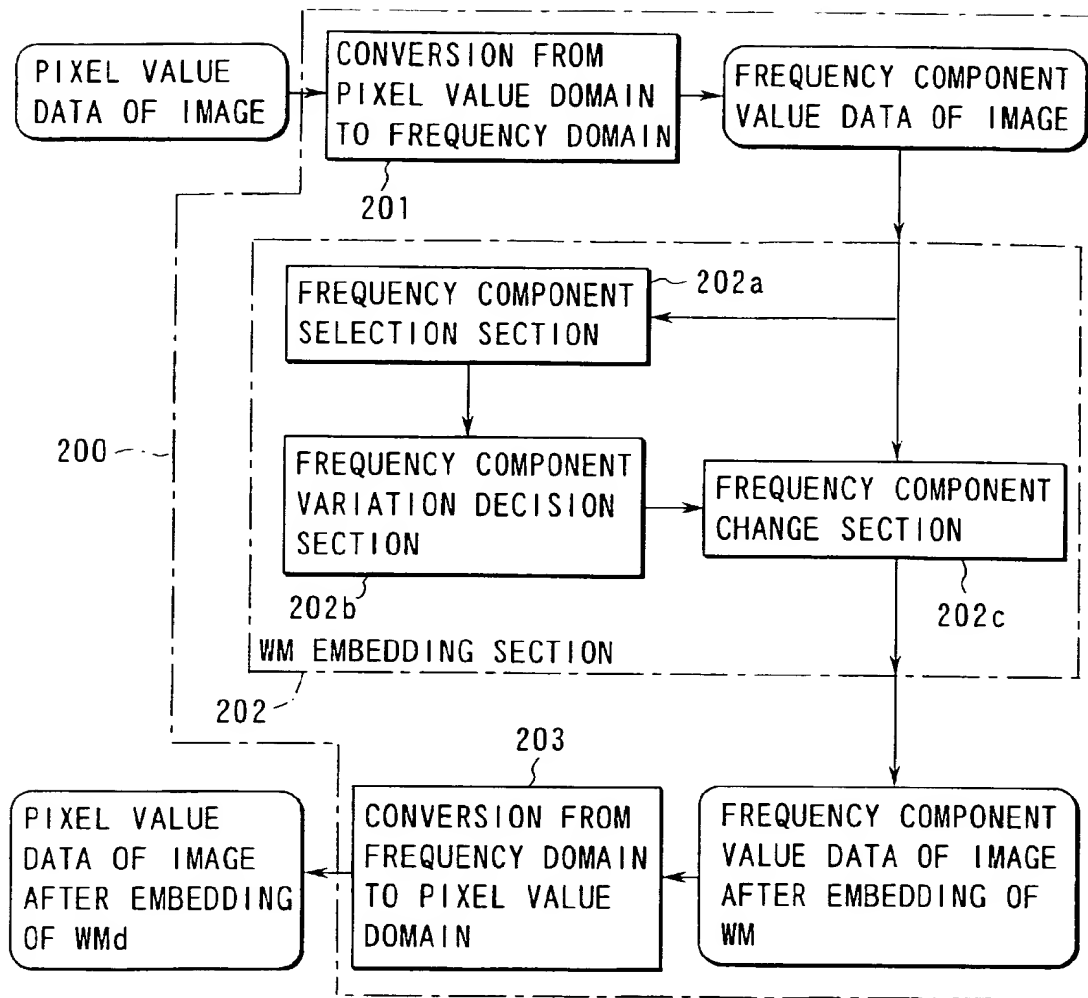 PIXEL VALUE
DATA OF IMAGE
CONVERSION FROM
PIXEL VALUE DOMAIN
TO FREQUENCY DOMAIN
201
FREQUENCY COMPONENT
VALUE DATA OF IMAGE
FREQUENCY COMPONENT
SELECTION SECTION
202a
200
FREQUENCY COMPONENT
VARIATION DECISION
SECTION
202b
FREQUENCY COMPONENT
CHANGE SECTION
202c
WM EMBEDDING SECTION
202
203
PIXEL VALUE
DATA OF IMAGE
AFTER EMBEDDING
OF WMd
CONVERSION FROM
FREQUENCY DOMAIN
TO PIXEL VALUE
DOMAIN
FREQUENCY COMPONENT
VALUE DATA OF IMAGE
AFTER EMBEDDING OF
WM